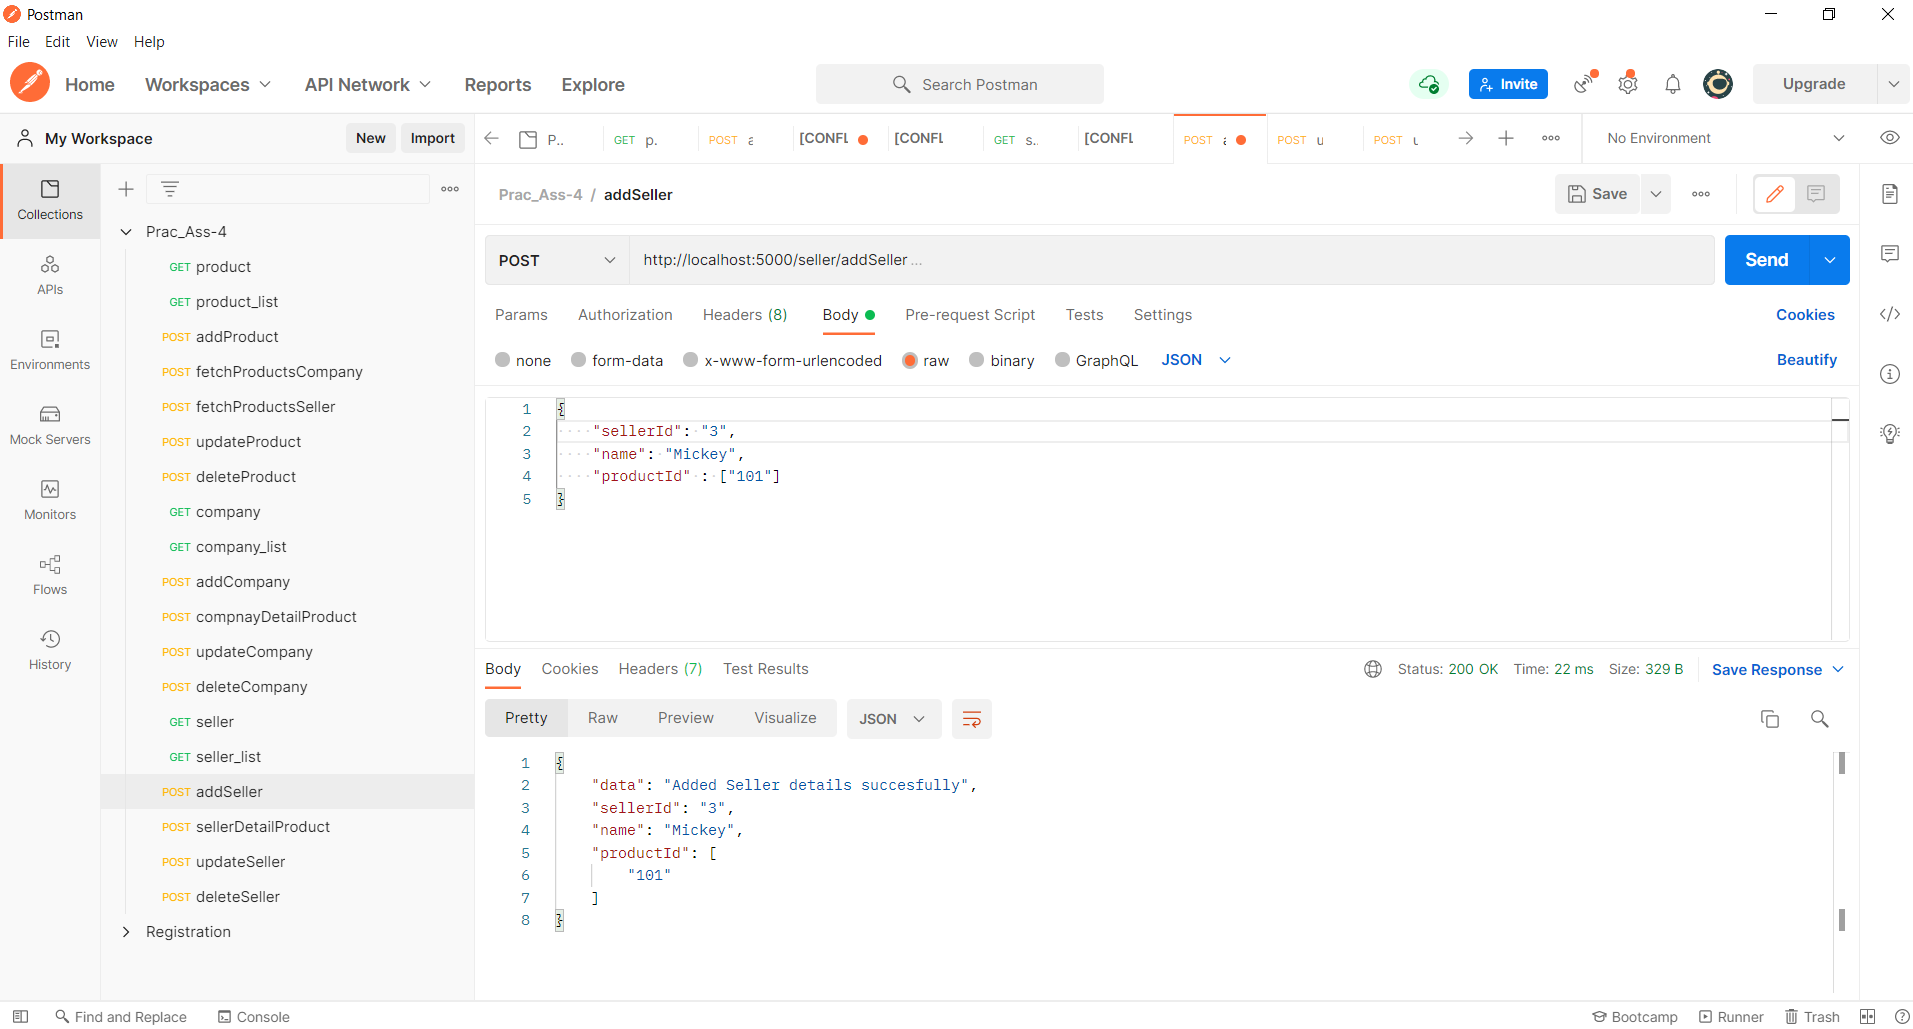 Postman
File Edit View Help
Home Workspaces API Network Reports Explore Search Postman Invite Upgrade
My Workspace New Import
P.. GET p. POST a [CONFL [CONFL GET s.. [CONFL POST a POST u POST u No Environment
Collections
APIs
Environments
Mock Servers
Monitors
Flows
History
Prac_Ass-4
GET product
GET product_list
POST addProduct
POST fetchProductsCompany
POST fetchProductsSeller
POST updateProduct
POST deleteProduct
GET company
GET company_list
POST addCompany
POST compnayDetailProduct
POST updateCompany
POST deleteCompany
GET seller
GET seller_list
POST addSeller
POST sellerDetailProduct
POST updateSeller
POST deleteSeller
Registration
Prac_Ass-4 / addSeller Save
POST http://localhost:5000/seller/addSeller ... Send
Params Authorization Headers (8) Body Pre-request Script Tests Settings Cookies
none form-data x-www-form-urlencoded raw binary GraphQL JSON Beautify
1 {
2 "sellerId": "3",
3 "name": "Mickey",
4 "productId" : ["101"]
5 }
Body Cookies Headers (7) Test Results Status: 200 OK Time: 22 ms Size: 329 B Save Response
Pretty Raw Preview Visualize JSON
1 {
2 "data": "Added Seller details succesfully",
3 "sellerId": "3",
4 "name": "Mickey",
5 "productId": [
6 "101"
7 ]
8 }
Find and Replace Console Bootcamp Runner Trash